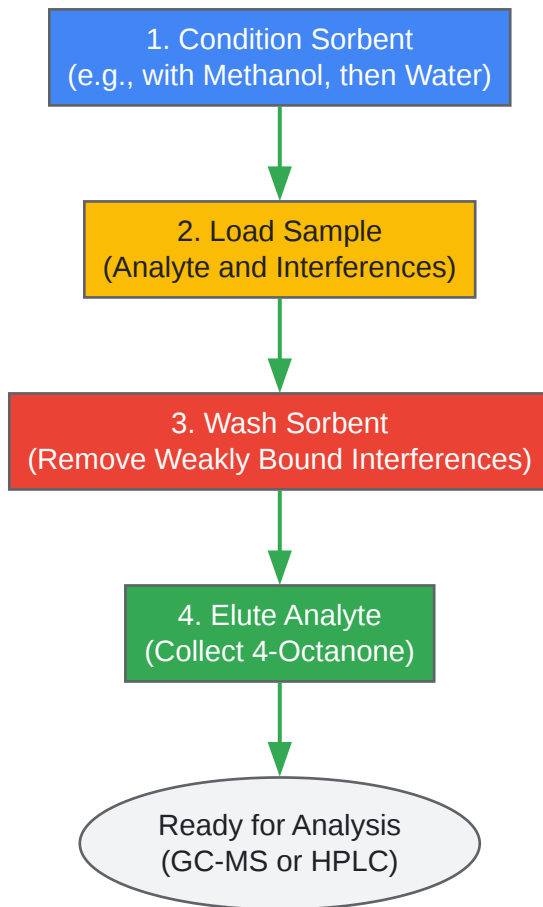 1. Condition Sorbent
(e.g., with Methanol, then Water)
2. Load Sample
(Analyte and Interferences)
3. Wash Sorbent
(Remove Weakly Bound Interferences)
4. Elute Analyte
(Collect 4-Octanone)
Ready for Analysis
(GC-MS or HPLC)